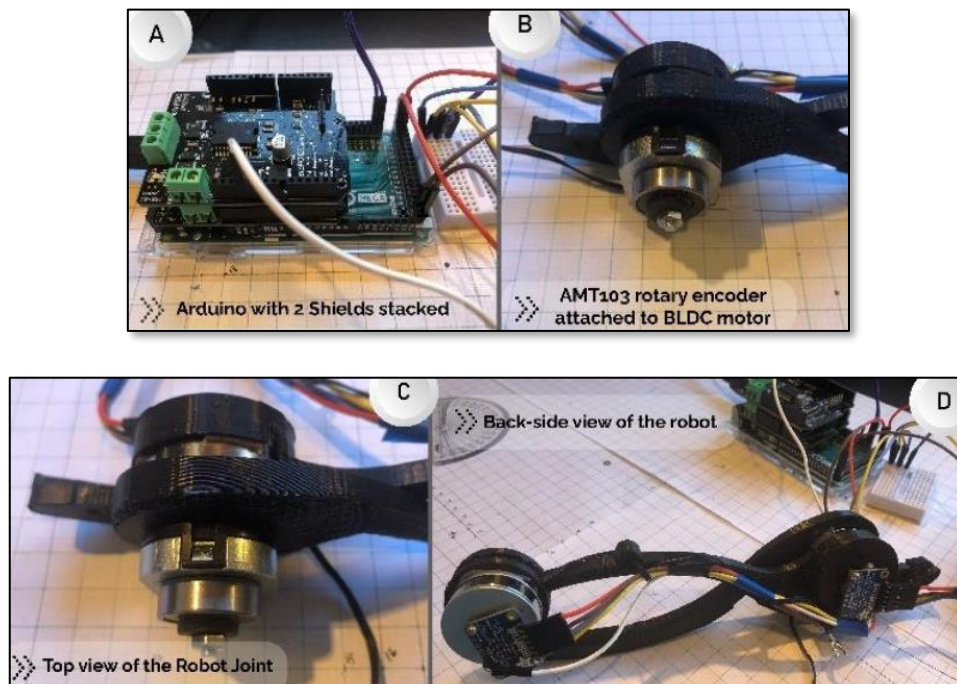 A
B
Arduino with 2 Shields stacked
AMT103 rotary encoder
attached to BLDC motor
C
D
Back-side view of the robot
Top view of the Robot Joint